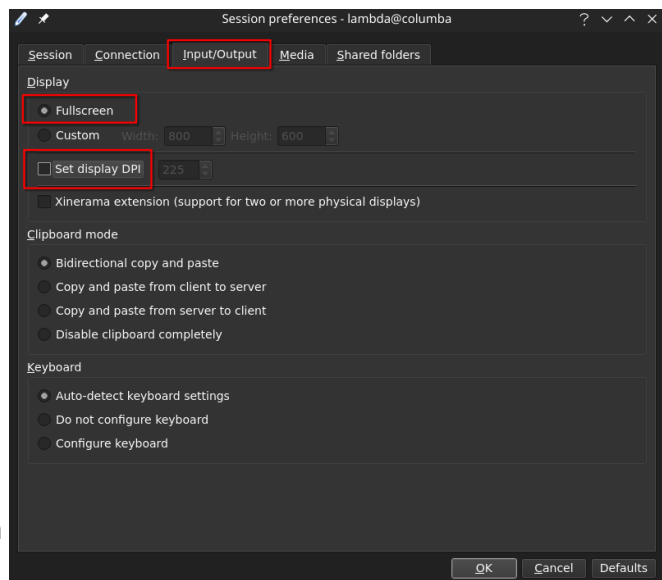 Session preferences - lambda@columba
Session Connection Input/Output Media Shared folders
Display
Fullscreen
Custom Width: 800 Height: 600
Set display DPI 225
Xinerama extension (support for two or more physical displays)
Clipboard mode
Bidirectional copy and paste
Copy and paste from client to server
Copy and paste from server to client
Disable clipboard completely
Keyboard
Auto-detect keyboard settings
Do not configure keyboard
Configure keyboard
OK Cancel Defaults